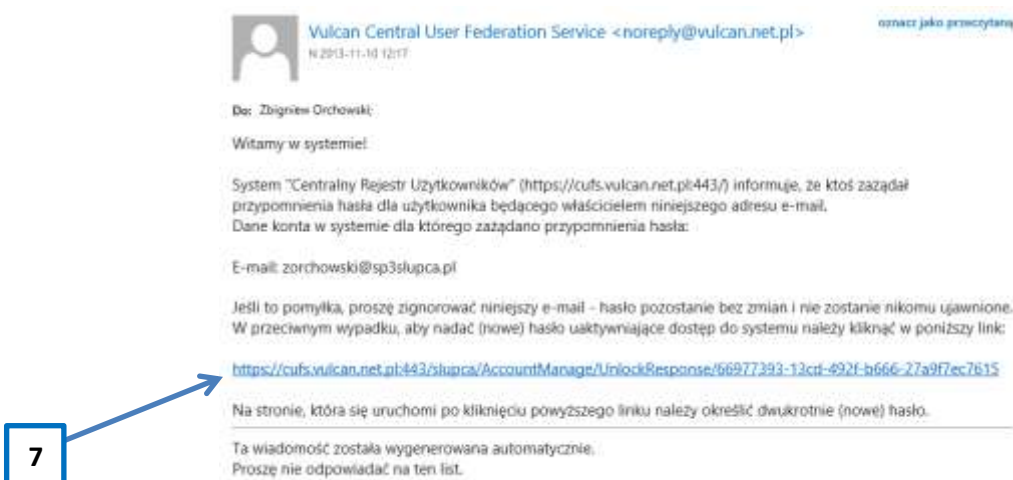 Vulcan Central User Federation Service <noreply@vulcan.net.pl>
oznacz jako przeczytaną
N 2013-11-10 12:17
Do: Zbigniew Orchowski;
Witamy w systemie!
System "Centralny Rejestr Użytkowników" (https://cufs.vulcan.net.pl:443/) informuje, że ktoś zażądał
przypomnienia hasła dla użytkownika będącego właścicielem niniejszego adresu e-mail.
Dane konta w systemie dla którego zażądano przypomnienia hasła:
E-mail: zorchowski@sp3slupca.pl
Jeśli to pomyłka, proszę zignorować niniejszy e-mail - hasło pozostanie bez zmian i nie zostanie nikomu ujawnione.
W przeciwnym wypadku, aby nadać (nowe) hasło uaktywniające dostęp do systemu należy kliknąć w poniższy link:
https://cufs.vulcan.net.pl:443/slupca/AccountManage/UnlockResponse/66977393-13cd-492f-b666-27a9f7ec7615
Na stronie, która się uruchomi po kliknięciu powyższego linku należy określić dwukrotnie (nowe) hasło.
7
Ta wiadomość została wygenerowana automatycznie.
Proszę nie odpowiadać na ten list.